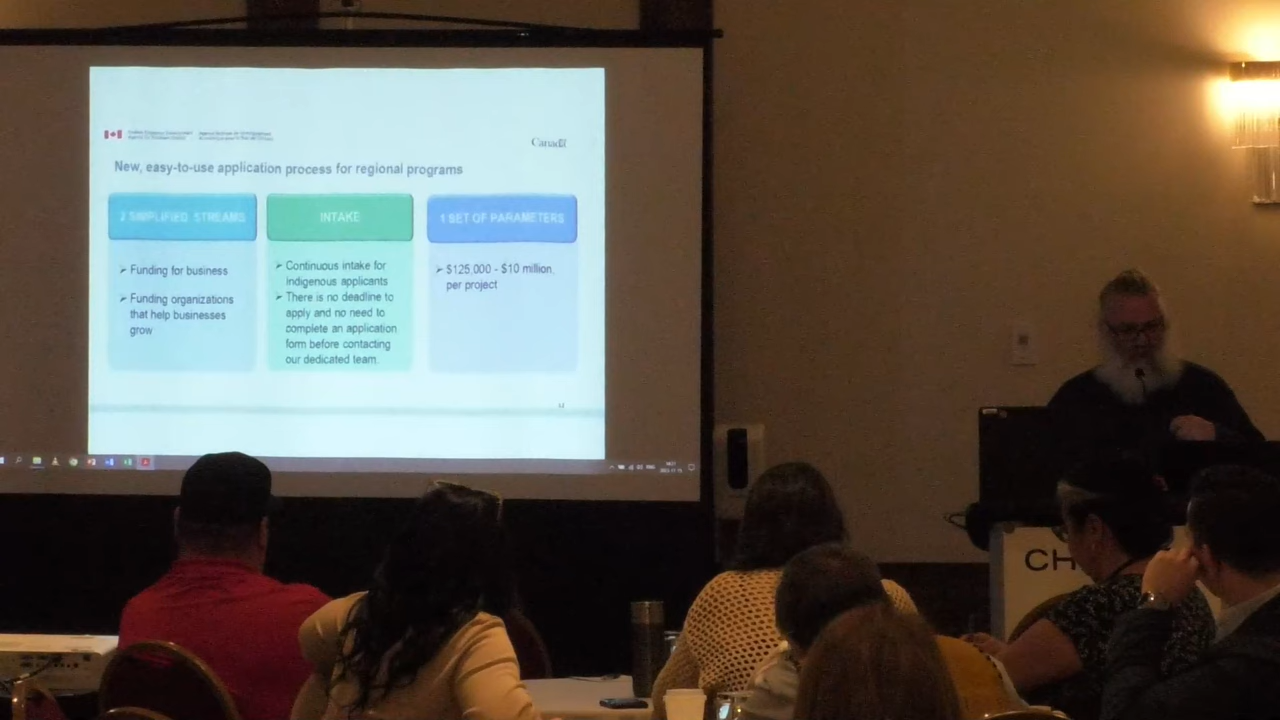 Canada
New, easy-to-use application process for regional programs
2 SIMPLIFIED STREAMS
➢ Funding for business
➢ Funding organizations
that help businesses
grow
INTAKE
➢ Continuous intake for
Indigenous applicants
➢ There is no deadline to
apply and no need to
complete an application
form before contacting
our dedicated team.
1 SET OF PARAMETERS
➢ $125,000 - $10 million,
per project
CH